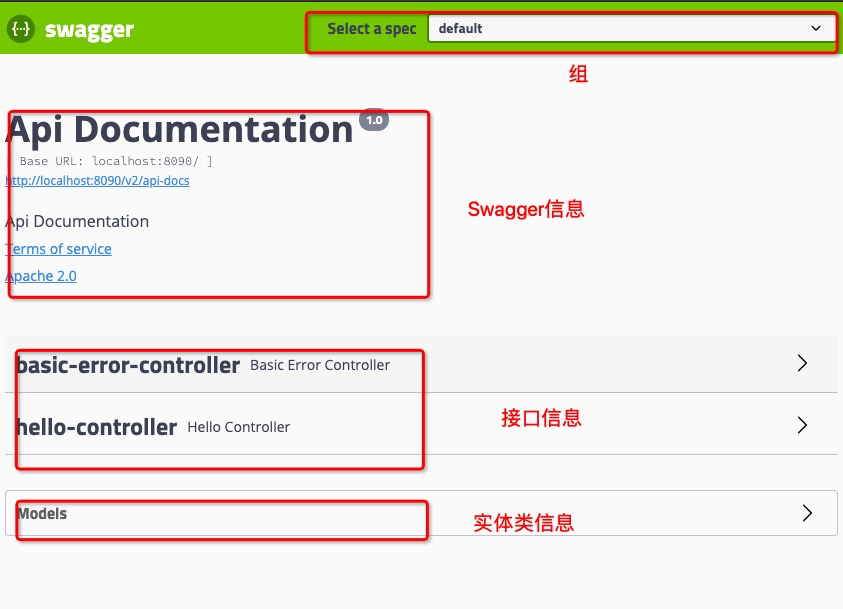 {··} swagger
Select a spec default
组
Api Documentation 1.0
[ Base URL: localhost:8090/ ]
http://localhost:8090/v2/api-docs
Swagger信息
Api Documentation
Terms of service
Apache 2.0
basic-error-controller Basic Error Controller
接口信息
hello-controller Hello Controller
Models
实体类信息